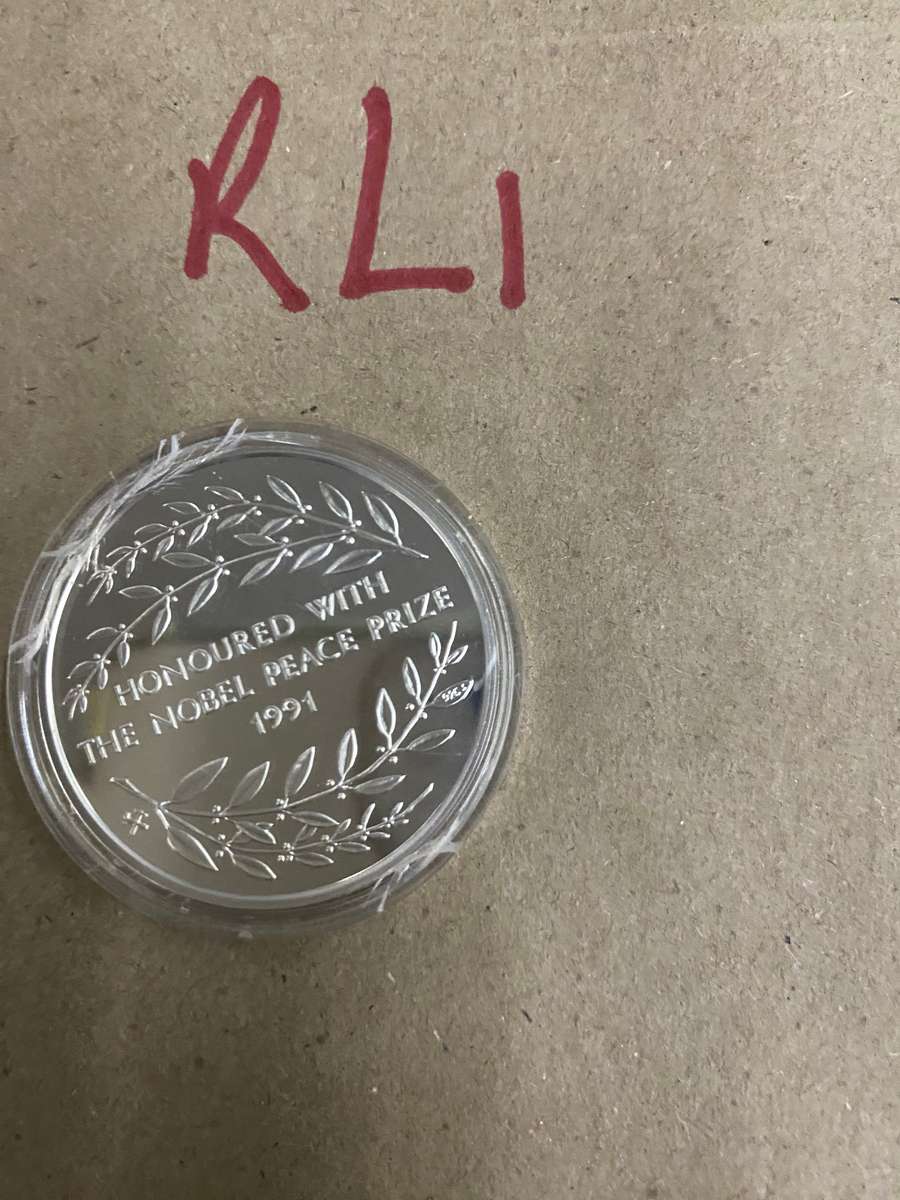 RL1
HONOURED WITH
THE NOBEL PEACE PRIZE
1991